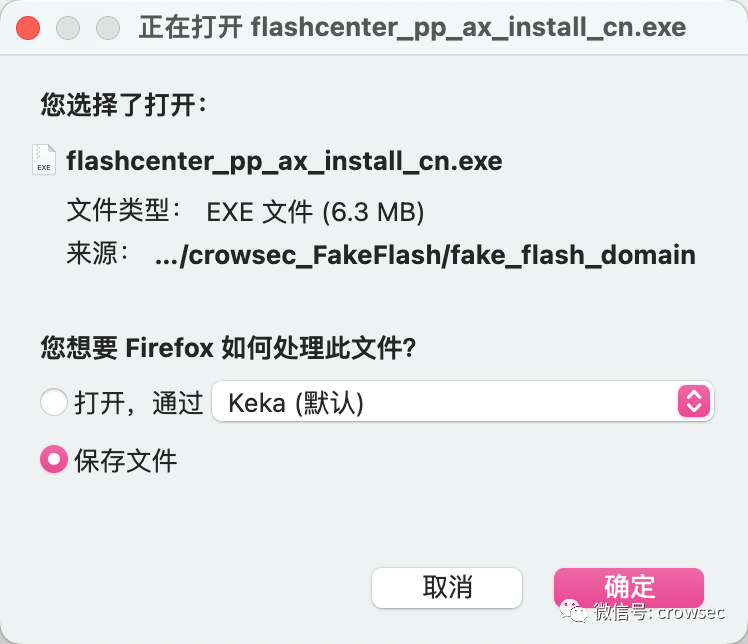 正在打开 flashcenter_pp_ax_install_cn.exe
您选择了打开：
EXE
flashcenter_pp_ax_install_cn.exe
文件类型： EXE 文件 (6.3 MB)
来源： .../crowsec_FakeFlash/fake_flash_domain
您想要 Firefox 如何处理此文件?
打开，通过 Keka (默认)
保存文件
取消 确定
微信号: crowsec